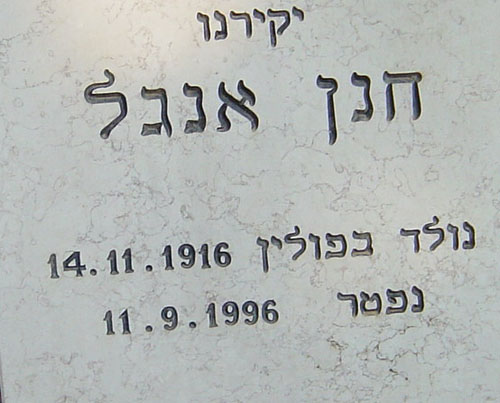 יקירנו
חנן אנגל
נולד בפולין 14.11.1916
נפטר 11.9.1996